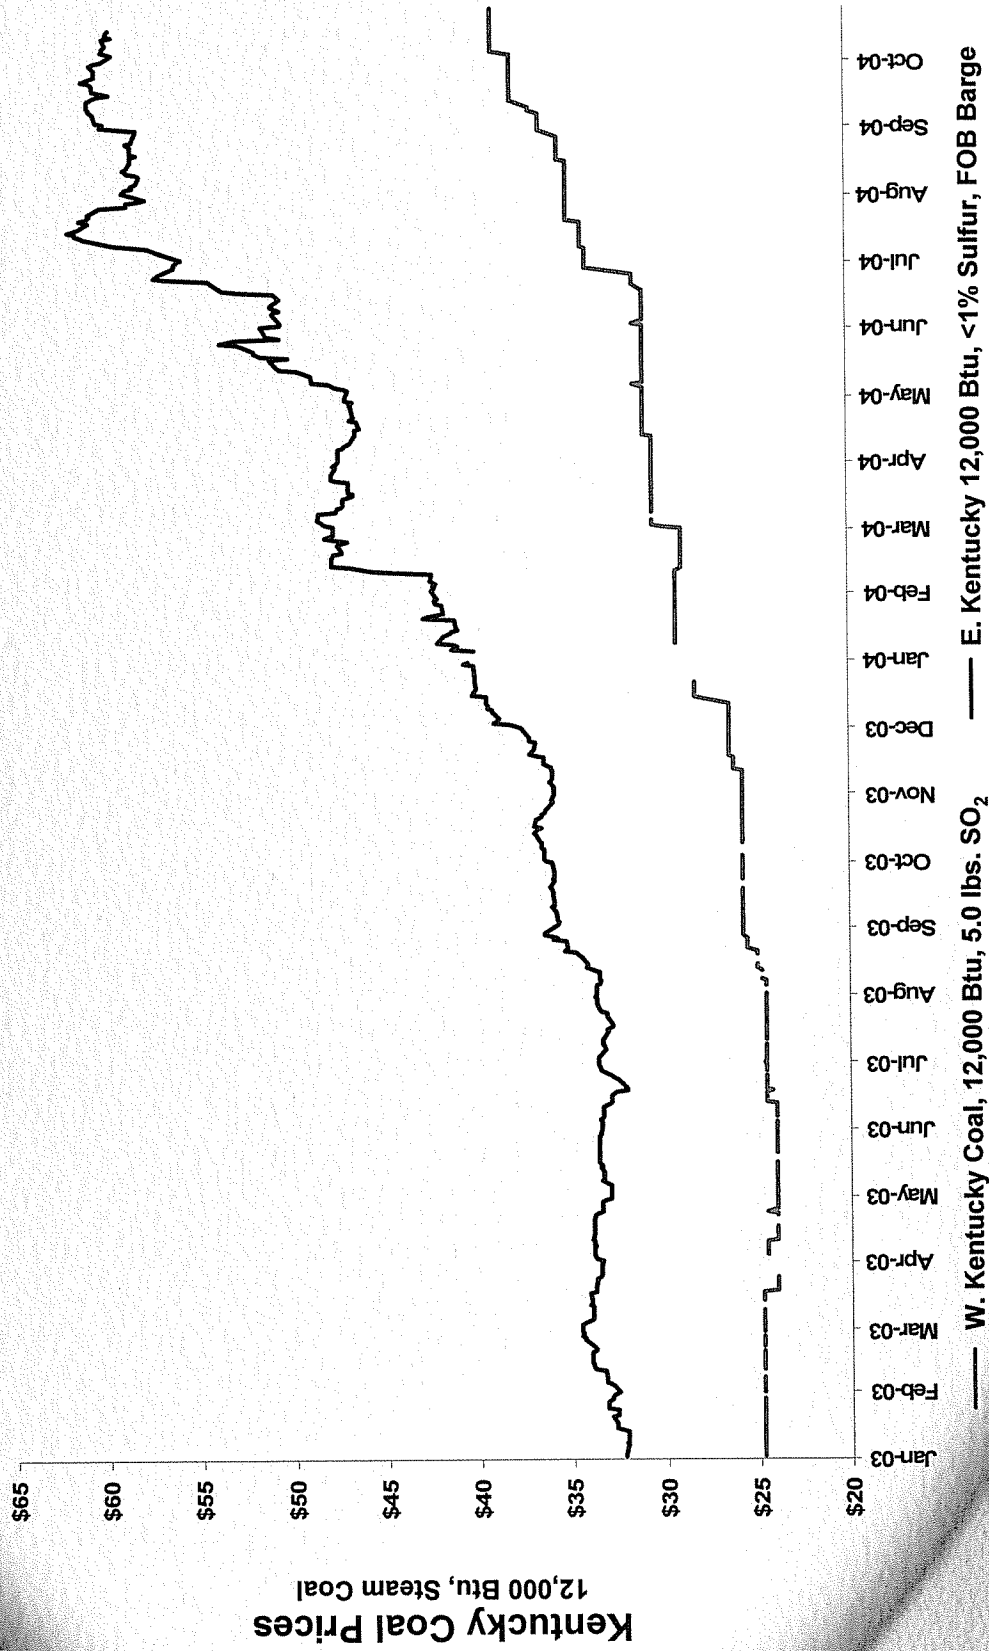 Kentucky Coal Prices
12,000 Btu, Steam Coal
$65
$60
$55
$50
$45
$40
$35
$30
$25
$20
Jan-03
Feb-03
Mar-03
Apr-03
May-03
Jun-03
Jul-03
Aug-03
Sep-03
Oct-03
Nov-03
Dec-03
Jan-04
Feb-04
Mar-04
Apr-04
May-04
Jun-04
Jul-04
Aug-04
Sep-04
Oct-04
W. Kentucky Coal, 12,000 Btu, 5.0 lbs. SO₂
E. Kentucky 12,000 Btu, <1% Sulfur, FOB Barge